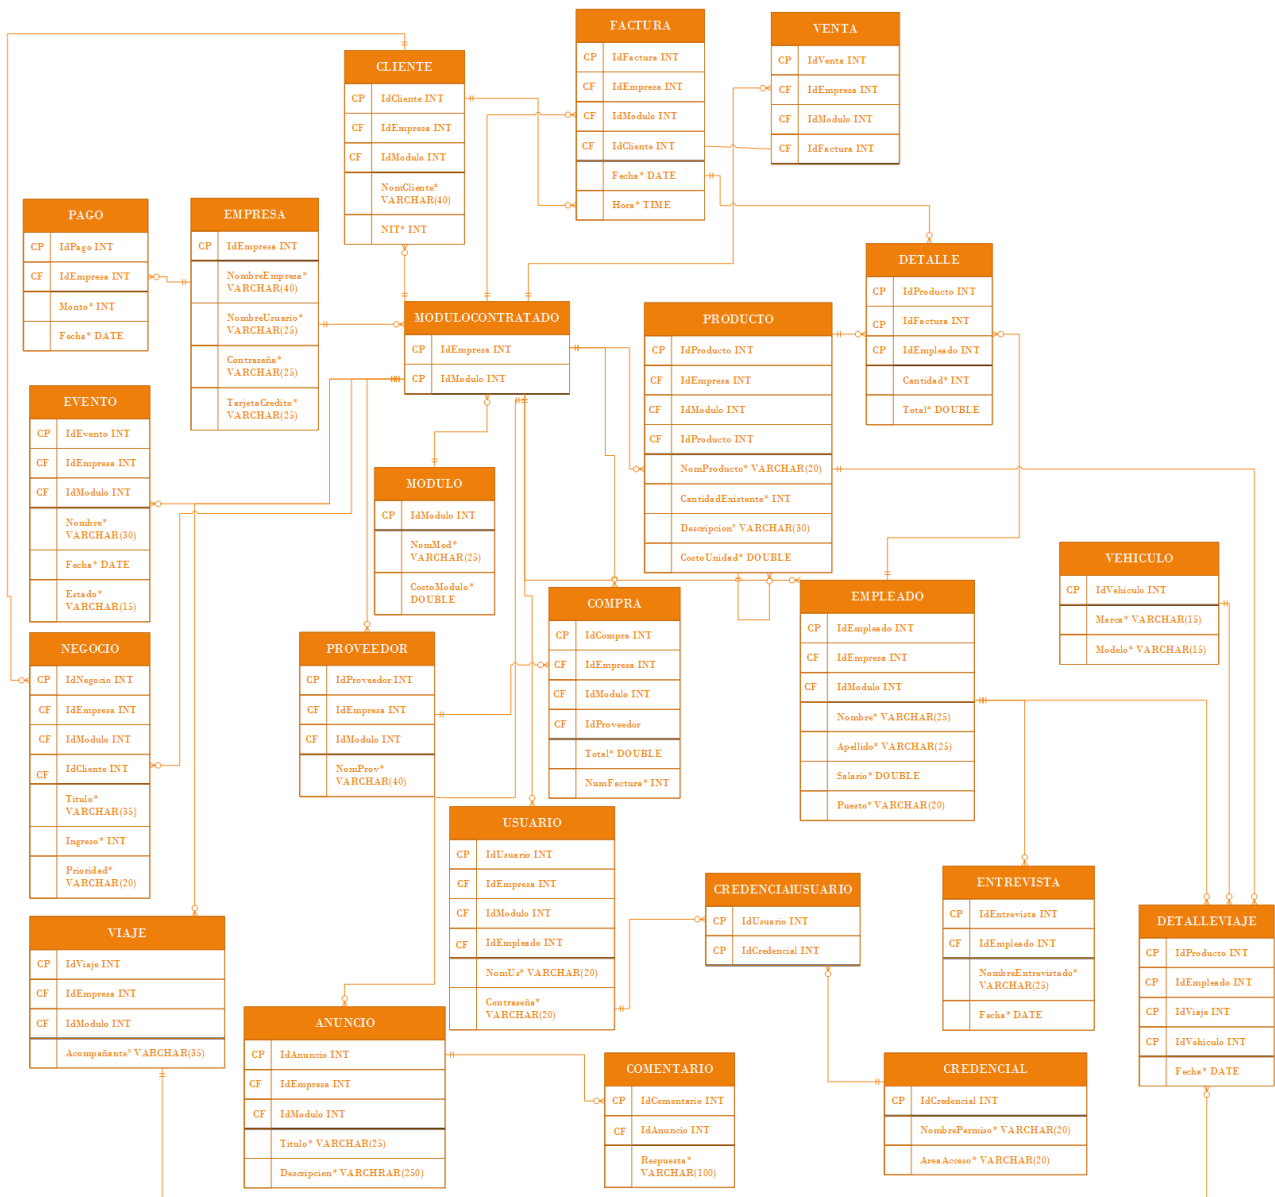 FACTURA
CP IdFactura INT
CF IdEmpresa INT
CF IdModulo INT
CF IdCliente INT
Fecha* DATE
Hora* TIME
VENTA
CP IdVenta INT
CF IdEmpresa INT
CF IdModulo INT
CF IdFactura INT
CLIENTE
CP IdCliente INT
CF IdEmpresa INT
CF IdModulo INT
NomCliente*
VARCHAR(40)
NIT* INT
PAGO
CP IdPago INT
CF IdEmpresa INT
Monto* INT
Fecha* DATE
EMPRESA
CP IdEmpresa INT
NombreEmpresa*
VARCHAR(40)
NombreUsuario*
VARCHAR(25)
Contraseña*
VARCHAR(25)
TarjetaCredito*
VARCHAR(25)
DETALLE
CP IdProducto INT
CP IdFactura INT
CP IdEmpleado INT
Cantidad* INT
Total* DOUBLE
MODULOCONTRATADO
CP IdEmpresa INT
CP IdModulo INT
PRODUCTO
CP IdProducto INT
CF IdEmpresa INT
CF IdModulo INT
CF IdProducto INT
NomProducto* VARCHAR(20)
CantidadExistente* INT
Descripcion* VARCHAR(30)
CostoUnidad* DOUBLE
EVENTO
CP IdEvento INT
CF IdEmpresa INT
CF IdModulo INT
Nombre*
VARCHAR(30)
Fecha* DATE
Estado*
VARCHAR(15)
MODULO
CP IdModulo INT
NomMod*
VARCHAR(25)
CostoModulo*
DOUBLE
VEHICULO
CP IdVehiculo INT
Marca* VARCHAR(15)
Modelo* VARCHAR(15)
EMPLEADO
CP IdEmpleado INT
CF IdEmpresa INT
CF IdModulo INT
Nombre* VARCHAR(25)
Apellido* VARCHAR(25)
Salario* DOUBLE
Puesto* VARCHAR(20)
COMPRA
CP IdCompra INT
CF IdEmpresa INT
CF IdModulo INT
CF IdProveedor
Total* DOUBLE
NumFactura* INT
NEGOCIO
CP IdNegocio INT
CF IdEmpresa INT
CF IdModulo INT
CF IdCliente INT
Titulo*
VARCHAR(35)
Ingreso* INT
Prioridad*
VARCHAR(20)
PROVEEDOR
CP IdProveedor INT
CF IdEmpresa INT
CF IdModulo INT
NomProv*
VARCHAR(40)
USUARIO
CP IdUsuario INT
CF IdEmpresa INT
CF IdModulo INT
CF IdEmpleado INT
NomUs* VARCHAR(20)
Contraseña*
VARCHAR(20)
CREDENCIAlUSUARIO
CP IdUsuario INT
CP IdCredencial INT
ENTREVISTA
CP IdEntrevista INT
CF IdEmpleado INT
NombreEntrevistado*
VARCHAR(25)
Fecha* DATE
DETALLEVIAJE
CP IdProducto INT
CP IdEmpleado INT
CP IdViaje INT
CP IdVehiculo INT
Fecha* DATE
VIAJE
CP IdViaje INT
CF IdEmpresa INT
CF IdModulo INT
Acompañante* VARCHAR(35)
ANUNCIO
CP IdAnuncio INT
CF IdEmpresa INT
CF IdModulo INT
Titulo* VARCHAR(25)
Descripcion* VARCHRAR(250)
COMENTARIO
CP IdComentario INT
CF IdAnuncio INT
Respuesta*
VARCHAR(100)
CREDENCIAL
CP IdCredencial INT
NombrePermiso* VARCHAR(20)
AreaAcceso* VARCHAR(20)